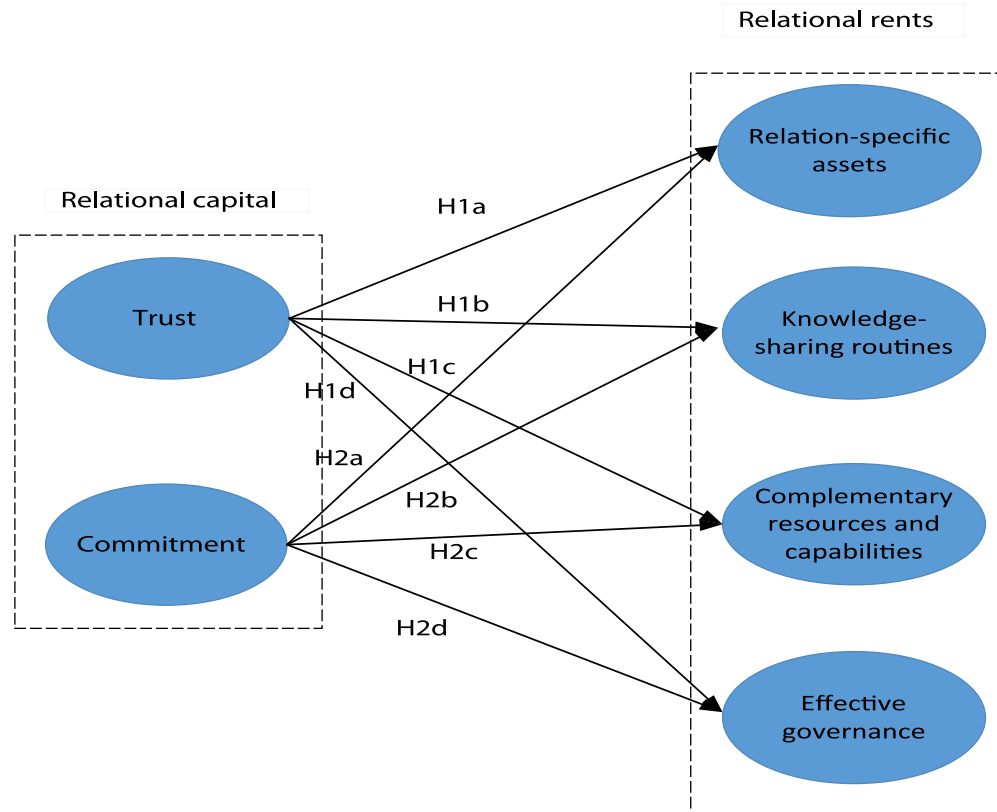 Relational rents
Relation-specific
assets
Relational capital
H1a
Trust
H1b
Knowledge-
sharing routines
H1c
H1d
H2a
H2b
Commitment
H2c
Complementary
resources and
capabilities
H2d
Effective
governance